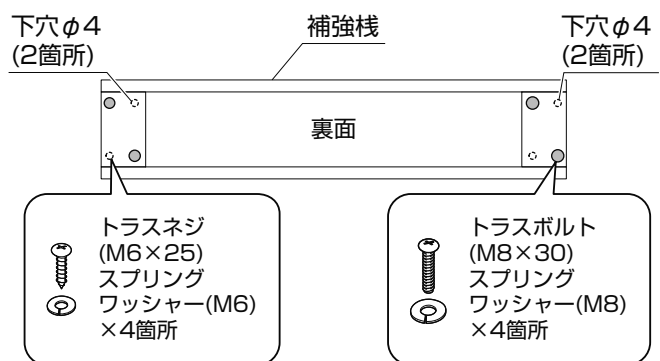 下穴φ4
(2箇所)
補強桟
下穴φ4
(2箇所)
裏面
トラスネジ
(M6×25)
スプリング
ワッシャー(M6)
×4箇所
トラスボルト
(M8×30)
スプリング
ワッシャー(M8)
×4箇所